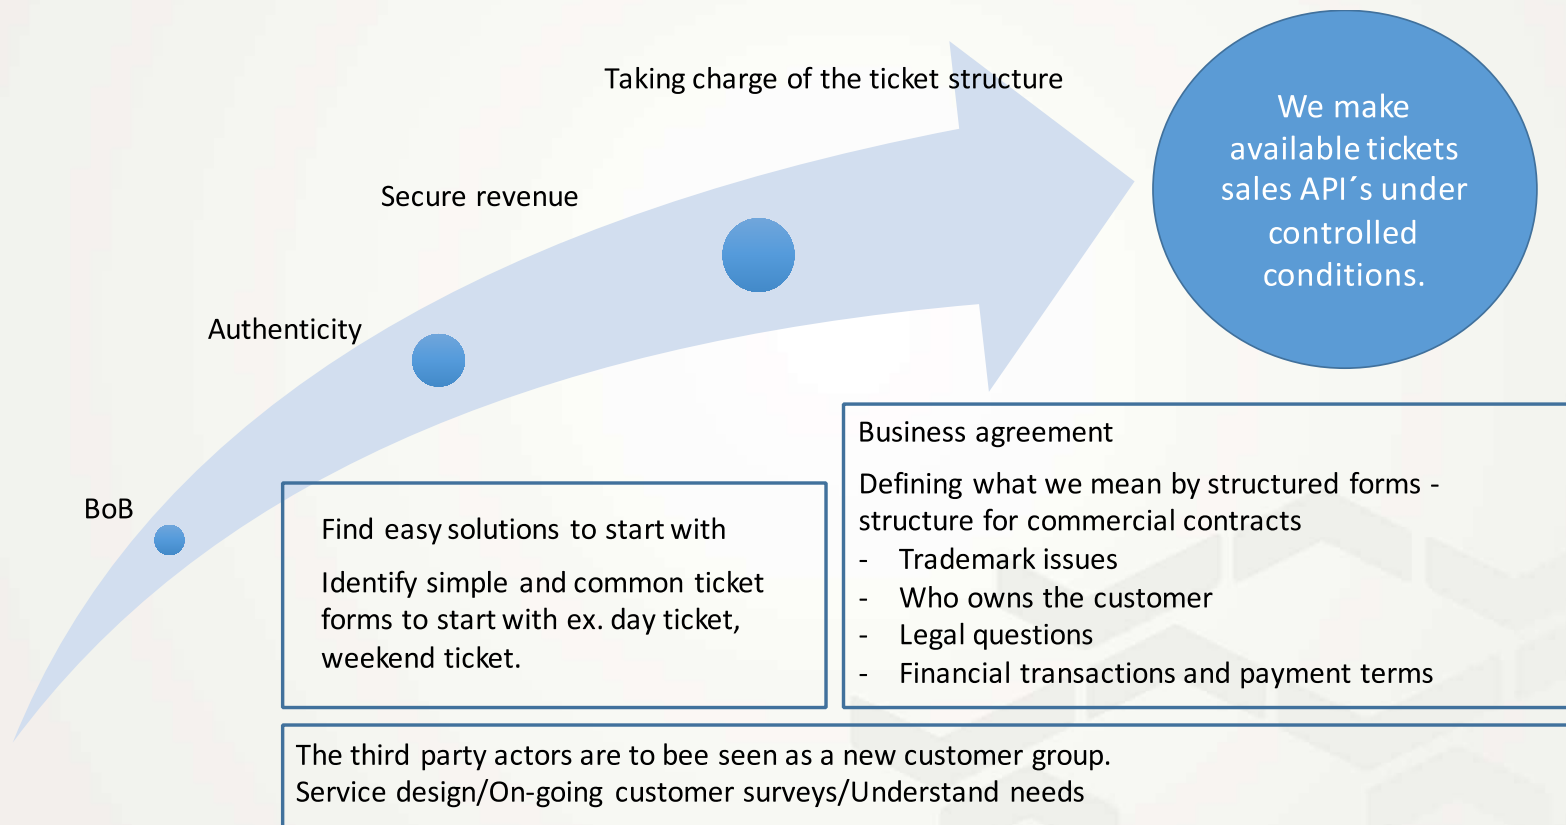 Taking charge of the ticket structure
We make
available tickets
sales API´s under
controlled
conditions.
Secure revenue
Authenticity
BoB
Find easy solutions to start with
Identify simple and common ticket
forms to start with ex. day ticket,
weekend ticket.
Business agreement
Defining what we mean by structured forms -
structure for commercial contracts
- Trademark issues
- Who owns the customer
- Legal questions
- Financial transactions and payment terms
The third party actors are to bee seen as a new customer group.
Service design/On-going customer surveys/Understand needs